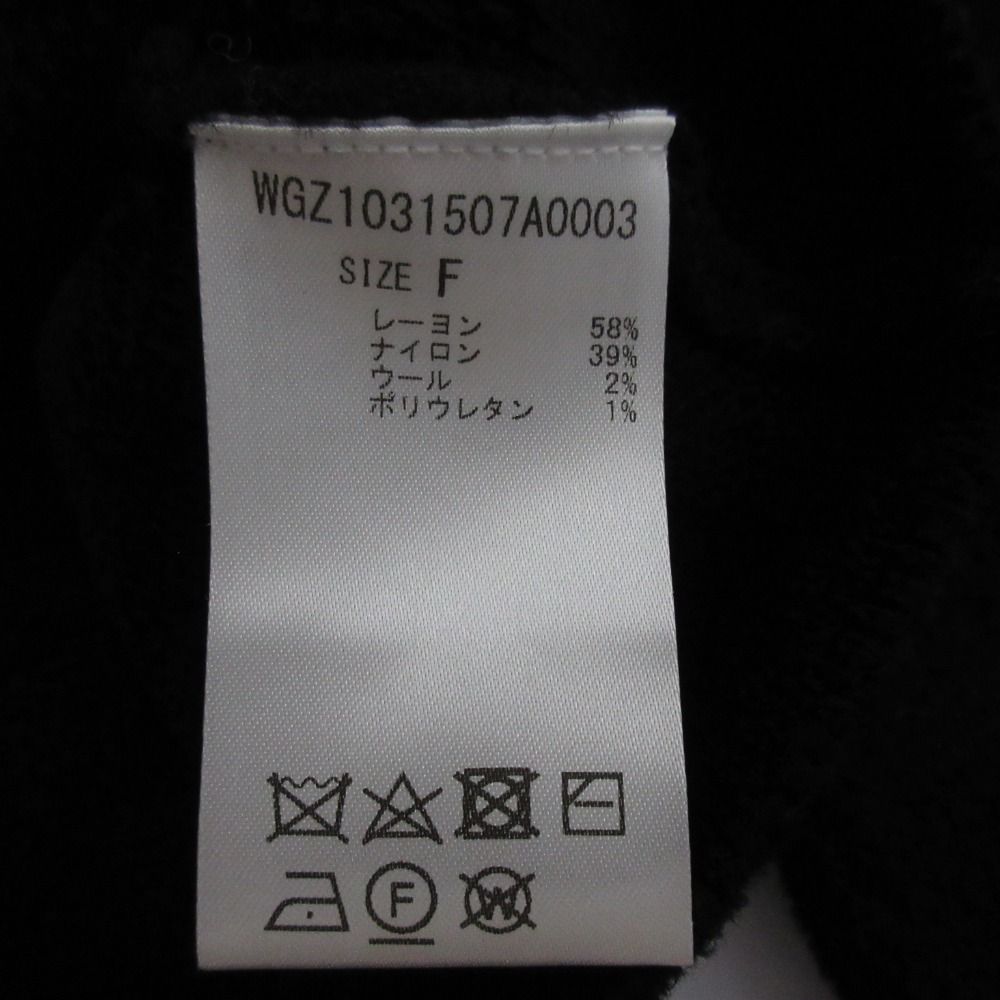 WGZ1031507A0003
SIZE F
レーヨン 58%
ナイロン 39%
ウール 2%
ポリウレタン 1%
F W